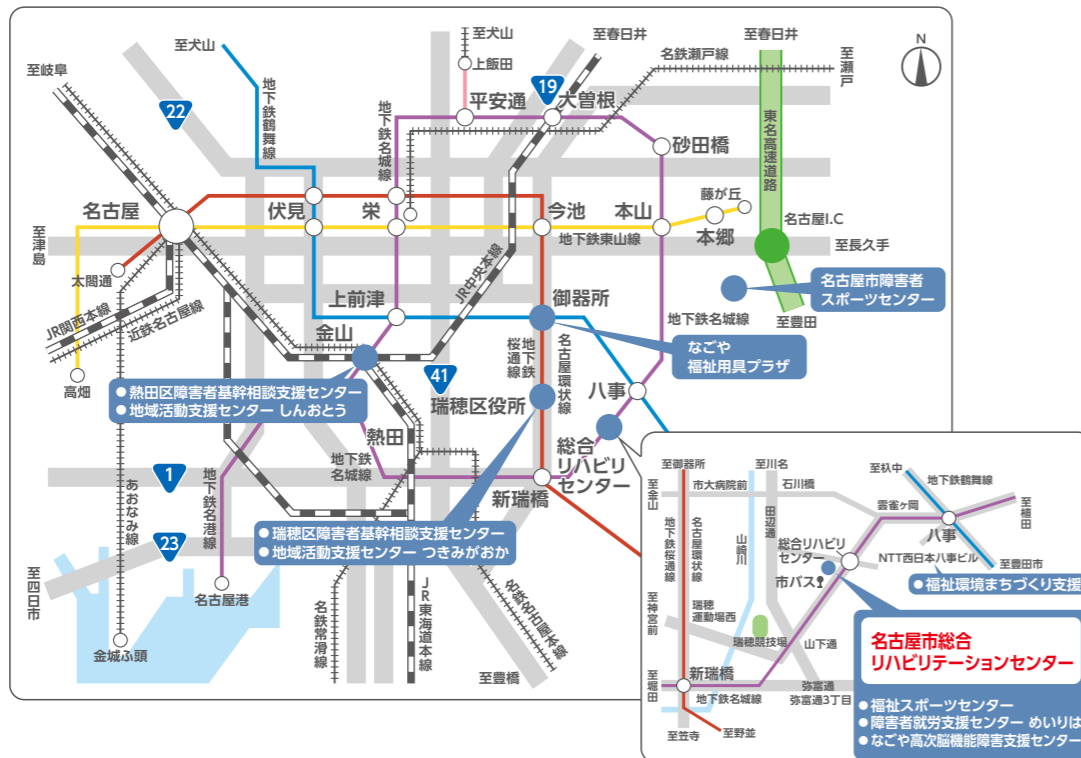 N
至犬山
至犬山
至春日井
至春日井
至瀬戸
名鉄瀬戸線
至岐阜
上飯田
19
22
平安通
大曽根
地下鉄鶴舞線
地下鉄名城線
東名高速道路
砂田橋
藤が丘
名古屋
伏見
栄
今池
本山
本郷
名古屋I.C
至津島
地下鉄東山線
至長久手
太閤通
JR中央本線
名古屋市障害者
スポーツセンター
上前津
御器所
地下鉄名城線
至豊田
JR関西本線
近鉄名古屋線
金山
地下鉄桜通線
名古屋環状線
なごや
福祉用具プラザ
高畑
41
八事
●熱田区障害者基幹相談支援センター
●地域活動支援センター しんおとう
瑞穂区役所
熱田
総合
リハビリ
センター
地下鉄
名城線
1
新瑞橋
あおなみ線
地下鉄名港線
●瑞穂区障害者基幹相談支援センター
●地域活動支援センター つきみがおか
23
至四日市
名古屋港
名鉄常滑線
JR東海道本線
名鉄名古屋本線
金城ふ頭
至豊橋
至御器所
至川名
至杁中
至金山
市大病院前
石川橋
地下鉄鶴舞線
雲雀ヶ岡
至植田
地下鉄桜通線
名古屋環状線
山崎川
田辺通
八事
総合リハビリ
センター
NTT西日本八事ビル
至豊田市
市バス
●福祉環境まちづくり支援
至神宮前
瑞穂
運動場西
瑞穂競技場
山下通
名古屋市総合
リハビリテーションセンター
新瑞橋
至堀田
地下鉄名城線
弥富通
弥富通3丁目
●福祉スポーツセンター
●障害者就労支援センター めいりは
●なごや高次脳機能障害支援センター
至笠寺
至野並